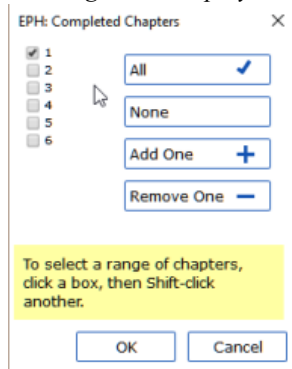 EPH: Completed Chapters
1
2
3
4
5
6
All
None
Add One
Remove One
To select a range of chapters,
click a box, then Shift-click
another.
OK
Cancel